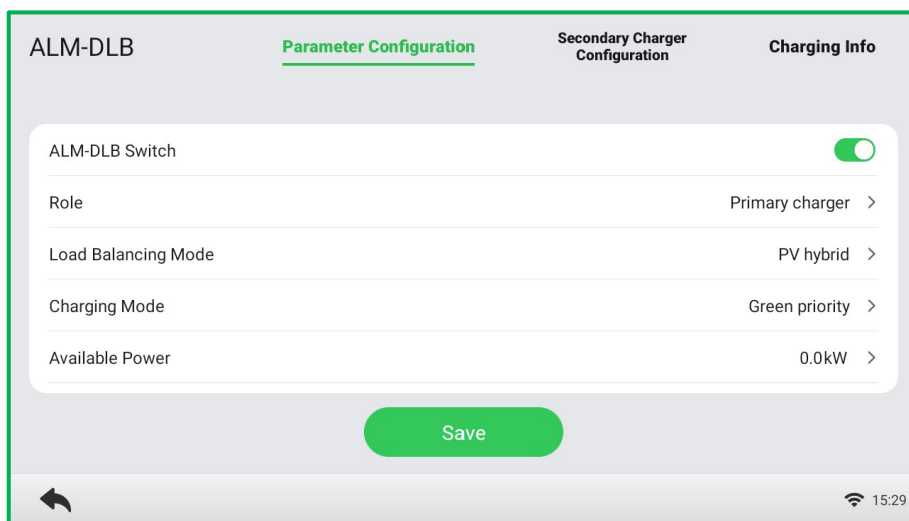 ALM-DLB
Parameter Configuration
Secondary Charger
Configuration
Charging Info
ALM-DLB Switch
Role
Primary charger
Load Balancing Mode
PV hybrid
Charging Mode
Green priority
Available Power
0.0kW
Save
15:29